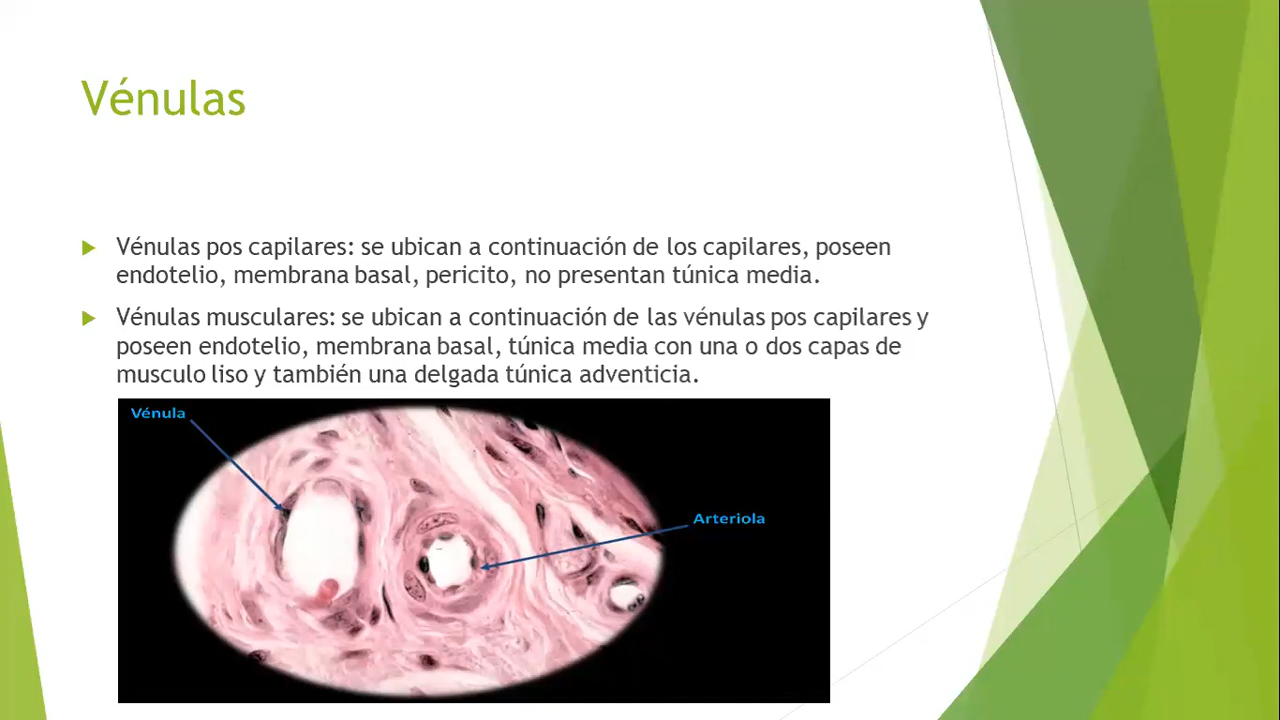 Vénulas
Vénulas pos capilares: se ubican a continuación de los capilares, poseen
endotelio, membrana basal, pericito, no presentan túnica media.
Vénulas musculares: se ubican a continuación de las vénulas pos capilares y
poseen endotelio, membrana basal, túnica media con una o dos capas de
musculo liso y también una delgada túnica adventicia.
Vénula
Arteriola